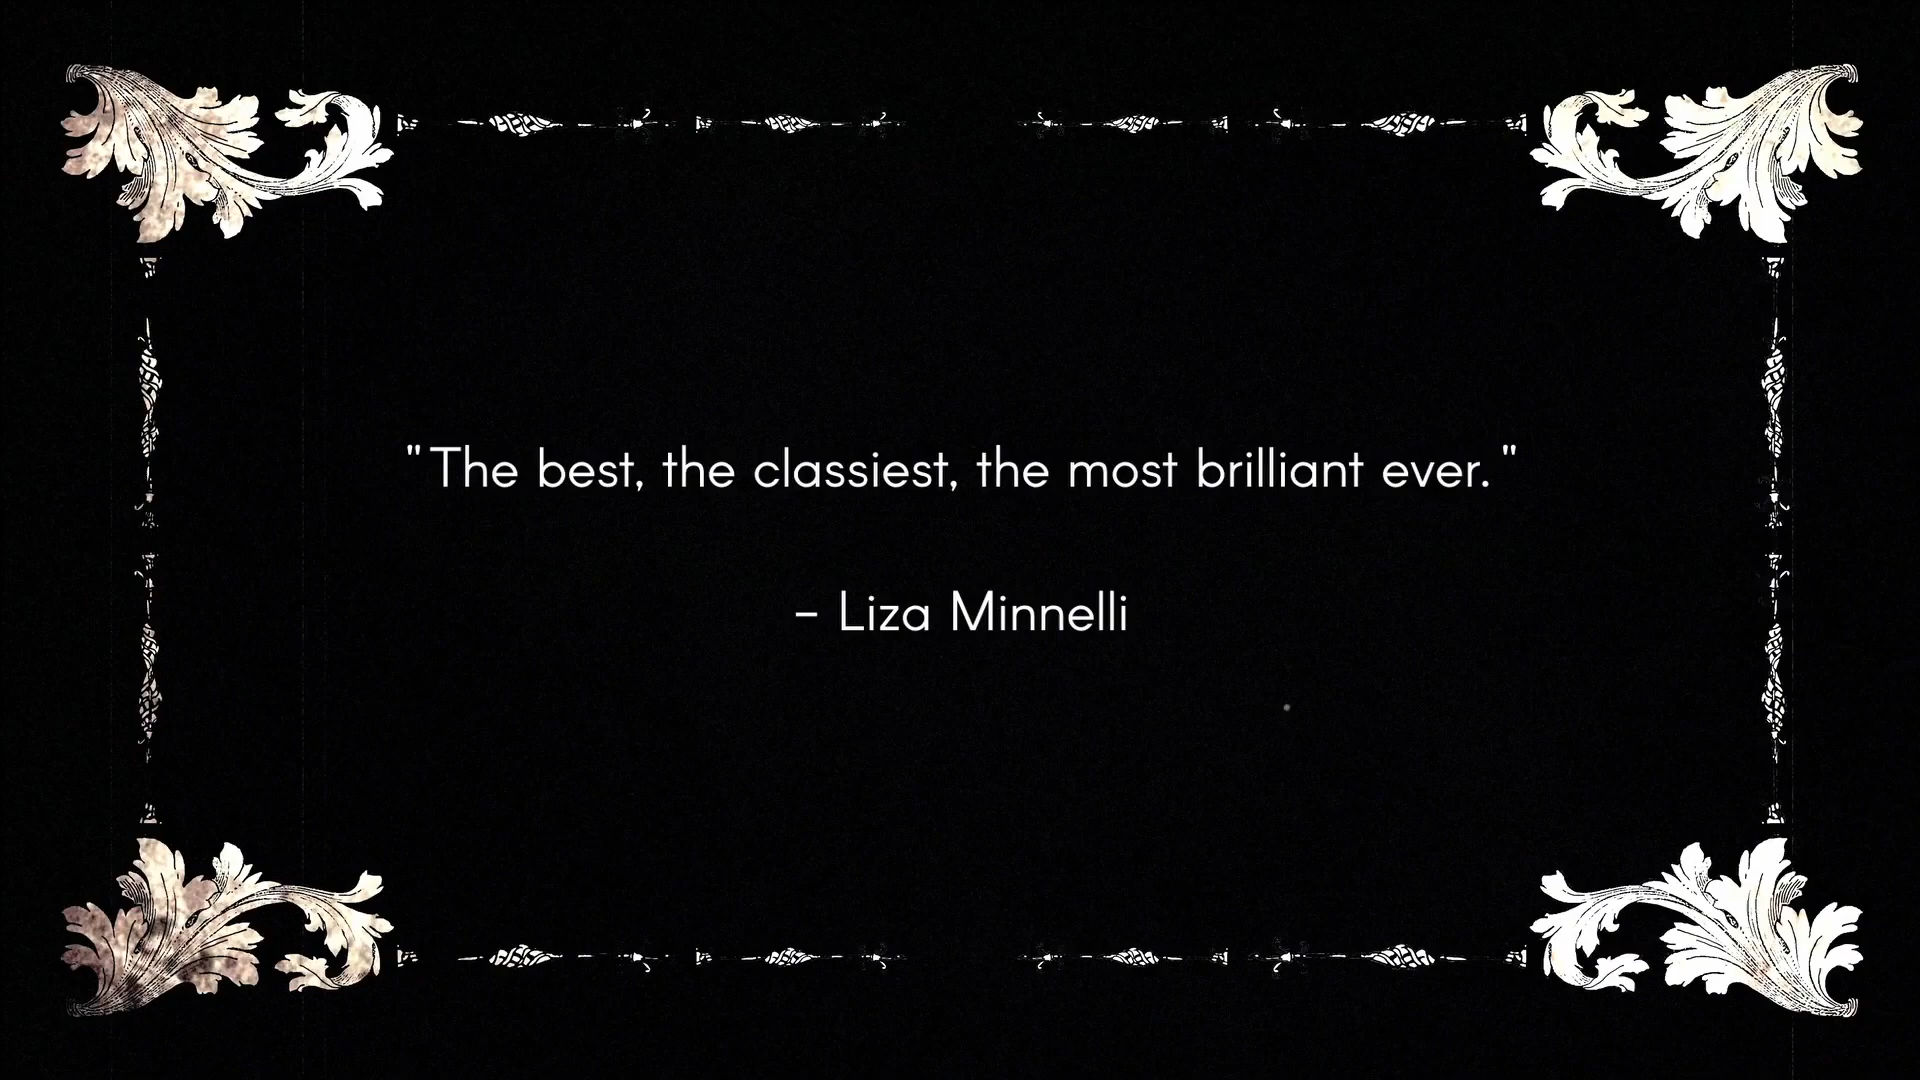 "The best, the classiest, the most brilliant ever."
– Liza Minnelli